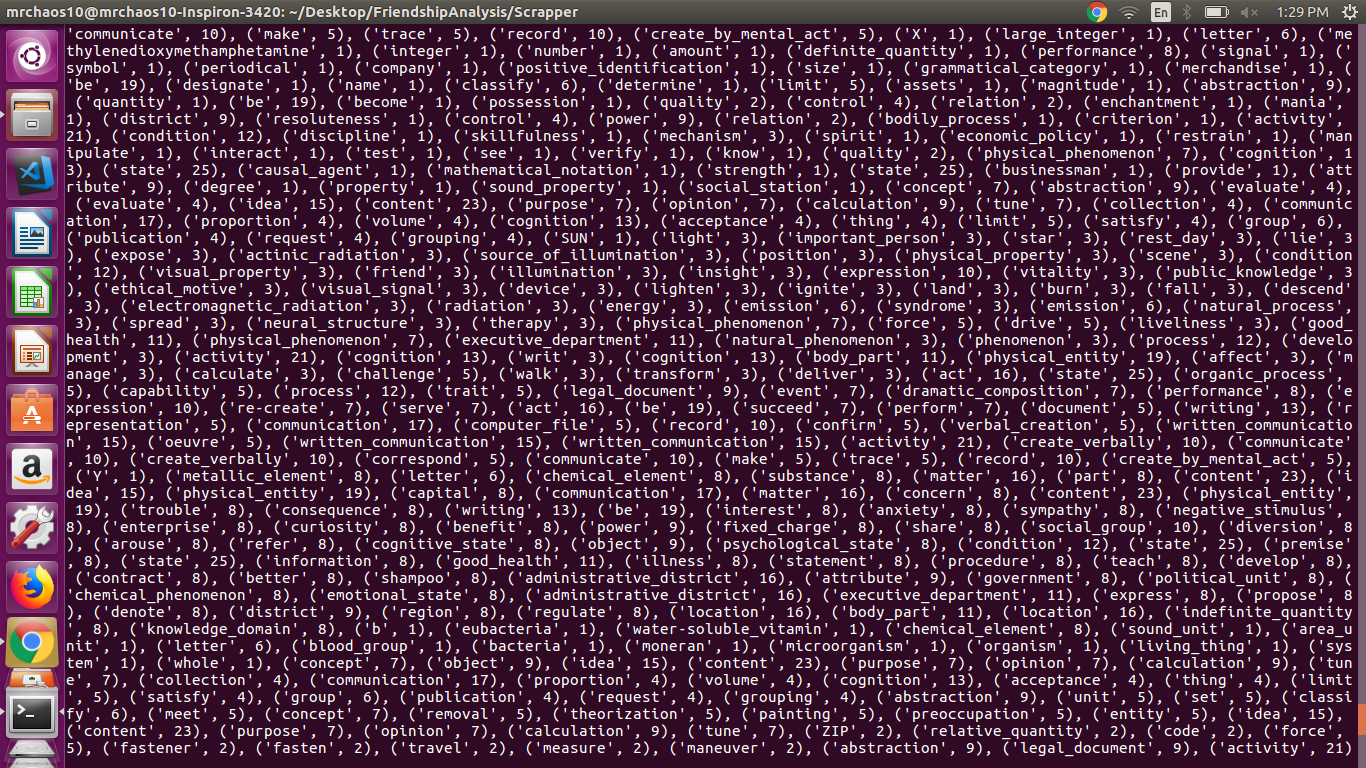 mrchaos10@mrchaos10-Inspiron-3420: ~/Desktop/FriendshipAnalysis/Scrapper
En
1:29 PM
'communicate', 10), ('make', 5), ('trace', 5), ('record', 10), ('create_by_mental_act', 5), ('X', 1), ('large_integer', 1), ('letter', 6), ('me
thylenedioxymethamphetamine', 1), ('integer', 1), ('number', 1), ('amount', 1), ('definite_quantity', 1), ('performance', 8), ('signal', 1), ('
symbol', 1), ('periodical', 1), ('company', 1), ('positive_identification', 1), ('size', 1), ('grammatical_category', 1), ('merchandise', 1), (
'be', 19), ('designate', 1), ('name', 1), ('classify', 6), ('determine', 1), ('limit', 5), ('assets', 1), ('magnitude', 1), ('abstraction', 9),
('quantity', 1), ('be', 19), ('become', 1), ('possession', 1), ('quality', 2), ('control', 4), ('relation', 2), ('enchantment', 1), ('mania',
1), ('district', 9), ('resoluteness', 1), ('control', 4), ('power', 9), ('relation', 2), ('bodily_process', 1), ('criterion', 1), ('activity',
21), ('condition', 12), ('discipline', 1), ('skillfulness', 1), ('mechanism', 3), ('spirit', 1), ('economic_policy', 1), ('restrain', 1), ('man
ipulate', 1), ('interact', 1), ('test', 1), ('see', 1), ('verify', 1), ('know', 1), ('quality', 2), ('physical_phenomenon', 7), ('cognition', 1
3), ('state', 25), ('causal_agent', 1), ('mathematical_notation', 1), ('strength', 1), ('state', 25), ('businessman', 1), ('provide', 1), ('att
ribute', 9), ('degree', 1), ('property', 1), ('sound_property', 1), ('social_station', 1), ('concept', 7), ('abstraction', 9), ('evaluate', 4),
('evaluate', 4), ('idea', 15), ('content', 23), ('purpose', 7), ('opinion', 7), ('calculation', 9), ('tune', 7), ('collection', 4), ('communic
ation', 17), ('proportion', 4), ('volume', 4), ('cognition', 13), ('acceptance', 4), ('thing', 4), ('limit', 5), ('satisfy', 4), ('group', 6),
('publication', 4), ('request', 4), ('grouping', 4), ('SUN', 1), ('light', 3), ('important_person', 3), ('star', 3), ('rest_day', 3), ('lie', 3
), ('expose', 3), ('actinic_radiation', 3), ('source_of_illumination', 3), ('position', 3), ('physical_property', 3), ('scene', 3), ('condition
', 12), ('visual_property', 3), ('friend', 3), ('illumination', 3), ('insight', 3), ('expression', 10), ('vitality', 3), ('public_knowledge', 3
), ('ethical_motive', 3), ('visual_signal', 3), ('device', 3), ('lighten', 3), ('ignite', 3), ('land', 3), ('burn', 3), ('fall', 3), ('descend'
, 3), ('electromagnetic_radiation', 3), ('radiation', 3), ('energy', 3), ('emission', 6), ('syndrome', 3), ('emission', 6), ('natural_process',
3), ('spread', 3), ('neural_structure', 3), ('therapy', 3), ('physical_phenomenon', 7), ('force', 5), ('drive', 5), ('liveliness', 3), ('good_
health', 11), ('physical_phenomenon', 7), ('executive_department', 11), ('natural_phenomenon', 3), ('phenomenon', 3), ('process', 12), ('develo
pment', 3), ('activity', 21), ('cognition', 13), ('writ', 3), ('cognition', 13), ('body_part', 11), ('physical_entity', 19), ('affect', 3), ('m
anage', 3), ('calculate', 3), ('challenge', 5), ('walk', 3), ('transform', 3), ('deliver', 3), ('act', 16), ('state', 25), ('organic_process',
5), ('capability', 5), ('process', 12), ('trait', 5), ('legal_document', 9), ('event', 7), ('dramatic_composition', 7), ('performance', 8), ('e
xpression', 10), ('re-create', 7), ('serve', 7), ('act', 16), ('be', 19), ('succeed', 7), ('perform', 7), ('document', 5), ('writing', 13), ('r
epresentation', 5), ('communication', 17), ('computer_file', 5), ('record', 10), ('confirm', 5), ('verbal_creation', 5), ('written_communicatio
n', 15), ('oeuvre', 5), ('written_communication', 15), ('written_communication', 15), ('activity', 21), ('create_verbally', 10), ('communicate'
, 10), ('create_verbally', 10), ('correspond', 5), ('communicate', 10), ('make', 5), ('trace', 5), ('record', 10), ('create_by_mental_act', 5),
('Y', 1), ('metallic_element', 8), ('letter', 6), ('chemical_element', 8), ('substance', 8), ('matter', 16), ('part', 8), ('content', 23), ('i
dea', 15), ('physical_entity', 19), ('capital', 8), ('communication', 17), ('matter', 16), ('concern', 8), ('content', 23), ('physical_entity',
19), ('trouble', 8), ('consequence', 8), ('writing', 13), ('be', 19), ('interest', 8), ('anxiety', 8), ('sympathy', 8), ('negative_stimulus',
8), ('enterprise', 8), ('curiosity', 8), ('benefit', 8), ('power', 9), ('fixed_charge', 8), ('share', 8), ('social_group', 10), ('diversion', 8
), ('arouse', 8), ('refer', 8), ('cognitive_state', 8), ('object', 9), ('psychological_state', 8), ('condition', 12), ('state', 25), ('premise'
, 8), ('state', 25), ('information', 8), ('good_health', 11), ('illness', 8), ('statement', 8), ('procedure', 8), ('teach', 8), ('develop', 8),
('contract', 8), ('better', 8), ('shampoo', 8), ('administrative_district', 16), ('attribute', 9), ('government', 8), ('political_unit', 8), (
'chemical_phenomenon', 8), ('emotional_state', 8), ('administrative_district', 16), ('executive_department', 11), ('express', 8), ('propose', 8
), ('denote', 8), ('district', 9), ('region', 8), ('regulate', 8), ('location', 16), ('body_part', 11), ('location', 16), ('indefinite_quantity
', 8), ('knowledge_domain', 8), ('b', 1), ('eubacteria', 1), ('water-soluble_vitamin', 1), ('chemical_element', 8), ('sound_unit', 1), ('area_u
nit', 1), ('letter', 6), ('blood_group', 1), ('bacteria', 1), ('moneran', 1), ('microorganism', 1), ('organism', 1), ('living_thing', 1), ('sys
tem', 1), ('whole', 1), ('concept', 7), ('object', 9), ('idea', 15), ('content', 23), ('purpose', 7), ('opinion', 7), ('calculation', 9), ('tun
e', 7), ('collection', 4), ('communication', 17), ('proportion', 4), ('volume', 4), ('cognition', 13), ('acceptance', 4), ('thing', 4), ('limit
', 5), ('satisfy', 4), ('group', 6), ('publication', 4), ('request', 4), ('grouping', 4), ('abstraction', 9), ('unit', 5), ('set', 5), ('classi
fy', 6), ('meet', 5), ('concept', 7), ('removal', 5), ('theorization', 5), ('painting', 5), ('preoccupation', 5), ('entity', 5), ('idea', 15),
('content', 23), ('purpose', 7), ('opinion', 7), ('calculation', 9), ('tune', 7), ('ZIP', 2), ('relative_quantity', 2), ('code', 2), ('force',
5), ('fastener', 2), ('fasten', 2), ('travel', 2), ('measure', 2), ('maneuver', 2), ('abstraction', 9), ('legal_document', 9), ('activity', 21)